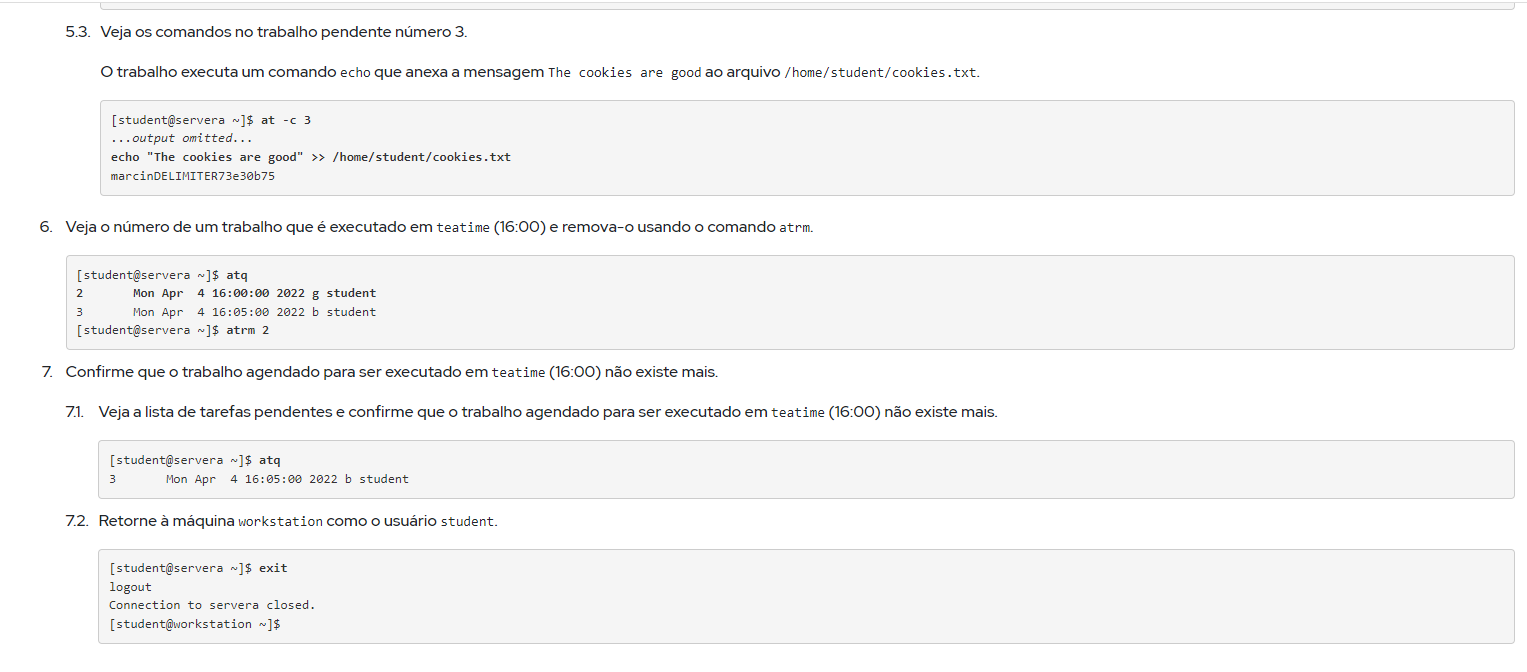 5.3. Veja os comandos no trabalho pendente número 3.
O trabalho executa um comando echo que anexa a mensagem The cookies are good ao arquivo /home/student/cookies.txt.
[student@servera ~]$ at -c 3
...output omitted...
echo "The cookies are good" >> /home/student/cookies.txt
marcinDELIMITER73e30b75
6. Veja o número de um trabalho que é executado em teatime (16:00) e remova-o usando o comando atrm.
[student@servera ~]$ atq
2       Mon Apr  4 16:00:00 2022 g student
3       Mon Apr  4 16:05:00 2022 b student
[student@servera ~]$ atrm 2
7. Confirme que o trabalho agendado para ser executado em teatime (16:00) não existe mais.
7.1. Veja a lista de tarefas pendentes e confirme que o trabalho agendado para ser executado em teatime (16:00) não existe mais.
[student@servera ~]$ atq
3       Mon Apr  4 16:05:00 2022 b student
7.2. Retorne à máquina workstation como o usuário student.
[student@servera ~]$ exit
logout
Connection to servera closed.
[student@workstation ~]$